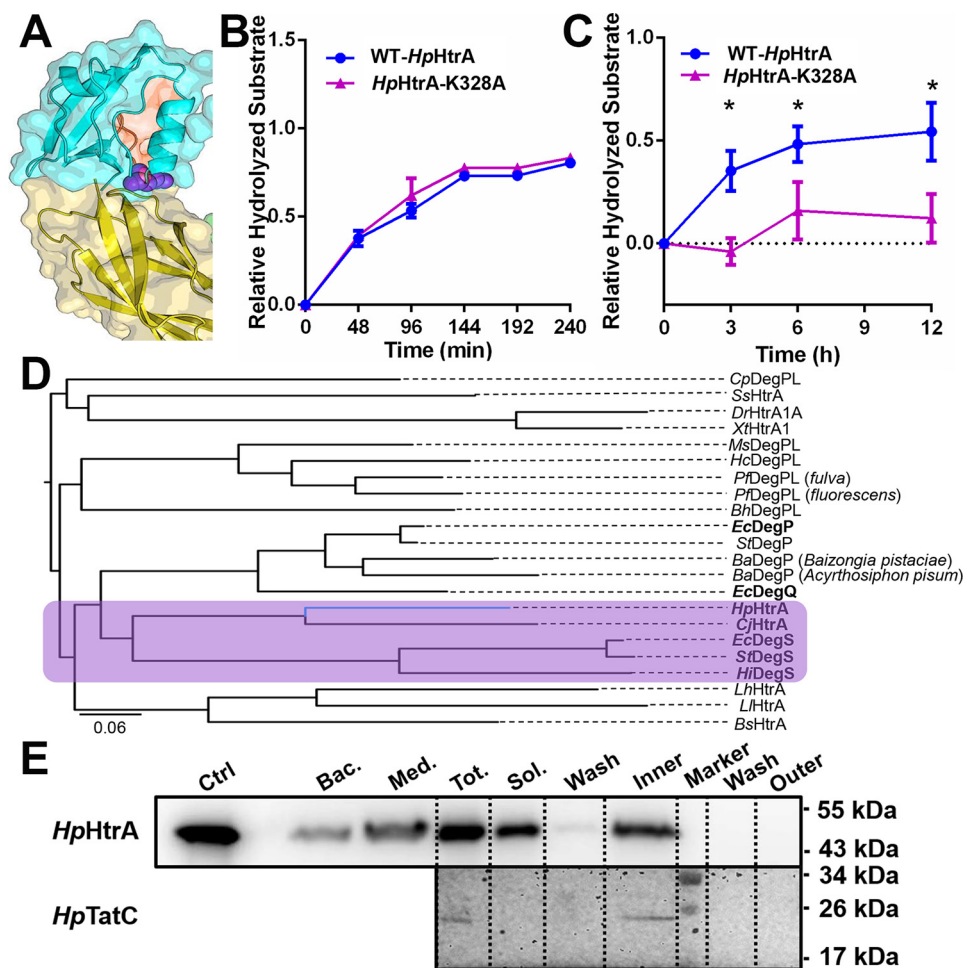 A
B
Relative Hydrolyzed Substrate
1.5
1.0
0.5
0.0
WT-HpHtrA
HpHtrA-K328A
0 48 96 144 192 240
Time (min)
C
Relative Hydrolyzed Substrate
1.0
0.5
0.0
WT-HpHtrA
HpHtrA-K328A
* * *
0 3 6 9 12
Time (h)
D
CpDegPL
SsHtrA
DrHtrA1A
XtHtrA1
MsDegPL
HcDegPL
PfDegPL (fulva)
PfDegPL (fluorescens)
BhDegPL
EcDegP
StDegP
BaDegP (Baizongia pistaciae)
BaDegP (Acyrthosiphon pisum)
EcDegQ
HpHtrA
CjHtrA
EcDegS
StDegS
HiDegS
LhHtrA
LlHtrA
BsHtrA
0.06
E
Ctrl Bac. Med. Tot. Sol. Wash Inner Marker Wash Outer
HpHtrA
- 55 kDa
- 43 kDa
HpTatC
- 34 kDa
- 26 kDa
- 17 kDa